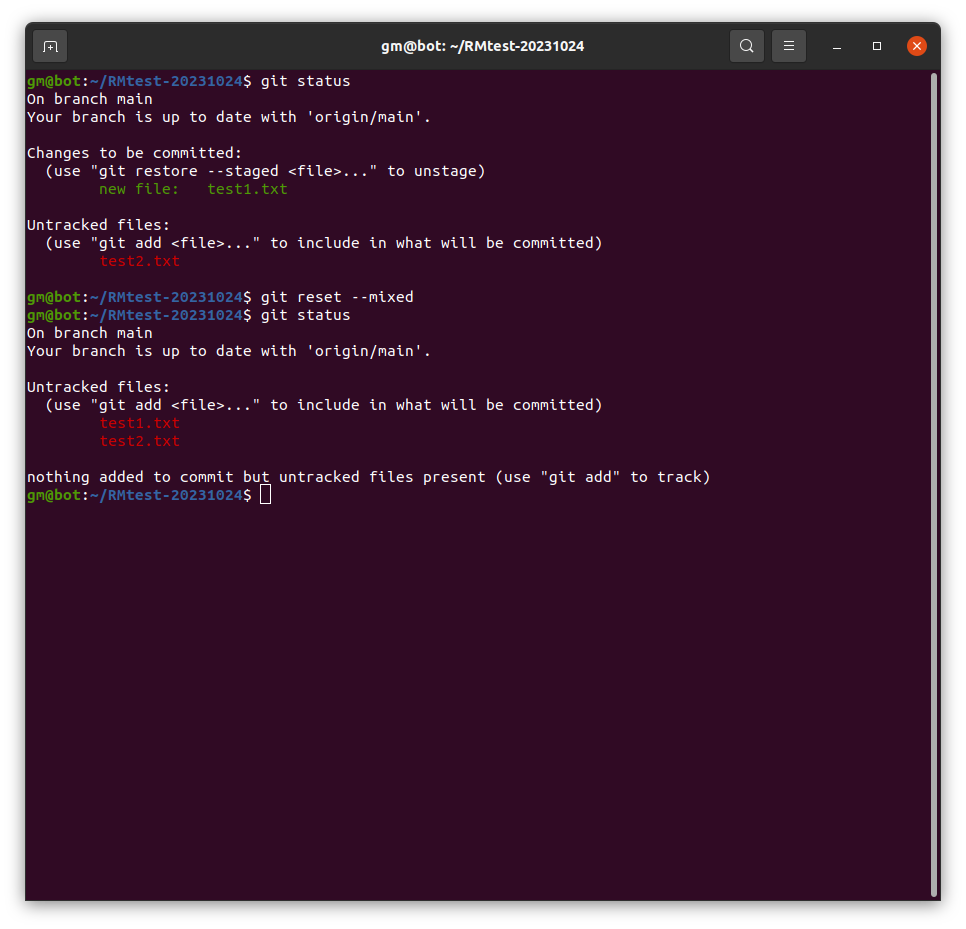 gm@bot: ~/RMtest-20231024
gm@bot:~/RMtest-20231024$ git status
On branch main
Your branch is up to date with 'origin/main'.

Changes to be committed:
  (use "git restore --staged <file>..." to unstage)
        new file:   test1.txt

Untracked files:
  (use "git add <file>..." to include in what will be committed)
        test2.txt

gm@bot:~/RMtest-20231024$ git reset --mixed
gm@bot:~/RMtest-20231024$ git status
On branch main
Your branch is up to date with 'origin/main'.

Untracked files:
  (use "git add <file>..." to include in what will be committed)
        test1.txt
        test2.txt

nothing added to commit but untracked files present (use "git add" to track)
gm@bot:~/RMtest-20231024$